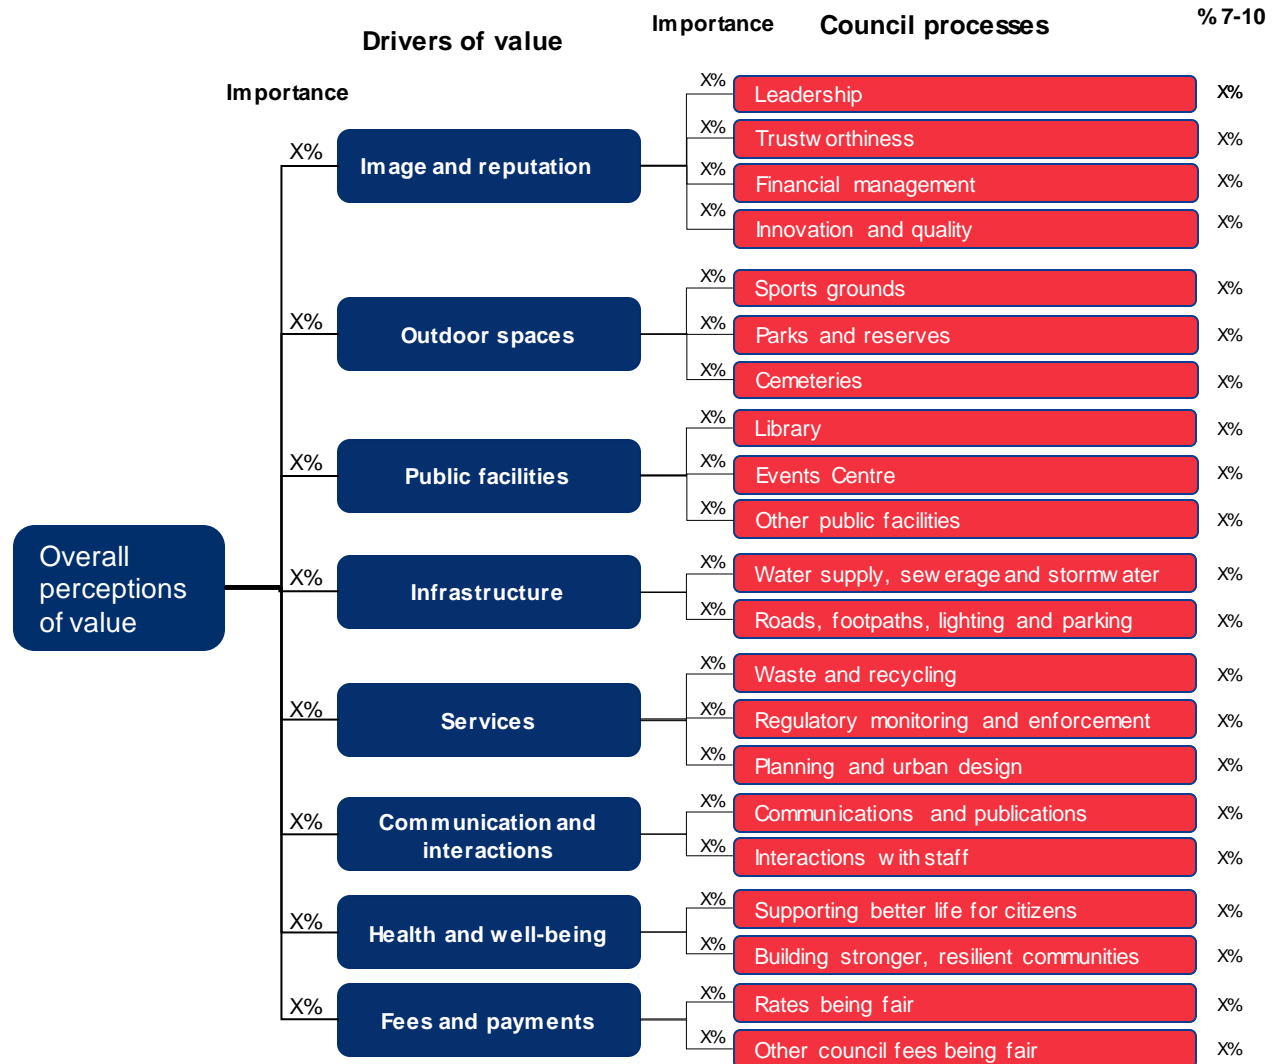 Drivers of value
Importance
Council processes
% 7-10
Importance
X%
Leadership
X%
X%
Image and reputation
X%
Trustworthiness
X%
X%
Financial management
X%
X%
Innovation and quality
X%
X%
Sports grounds
X%
X%
Outdoor spaces
X%
Parks and reserves
X%
X%
Cemeteries
X%
X%
Library
X%
X%
Public facilities
X%
Events Centre
X%
X%
Other public facilities
X%
Overall
perceptions
of value
X%
Infrastructure
X%
Water supply, sewerage and stormwater
X%
X%
Roads, footpaths, lighting and parking
X%
X%
Waste and recycling
X%
X%
Services
X%
Regulatory monitoring and enforcement
X%
X%
Planning and urban design
X%
X%
Communication and
interactions
X%
Communications and publications
X%
X%
Interactions with staff
X%
X%
Health and well-being
X%
Supporting better life for citizens
X%
X%
Building stronger, resilient communities
X%
X%
Fees and payments
X%
Rates being fair
X%
X%
Other council fees being fair
X%